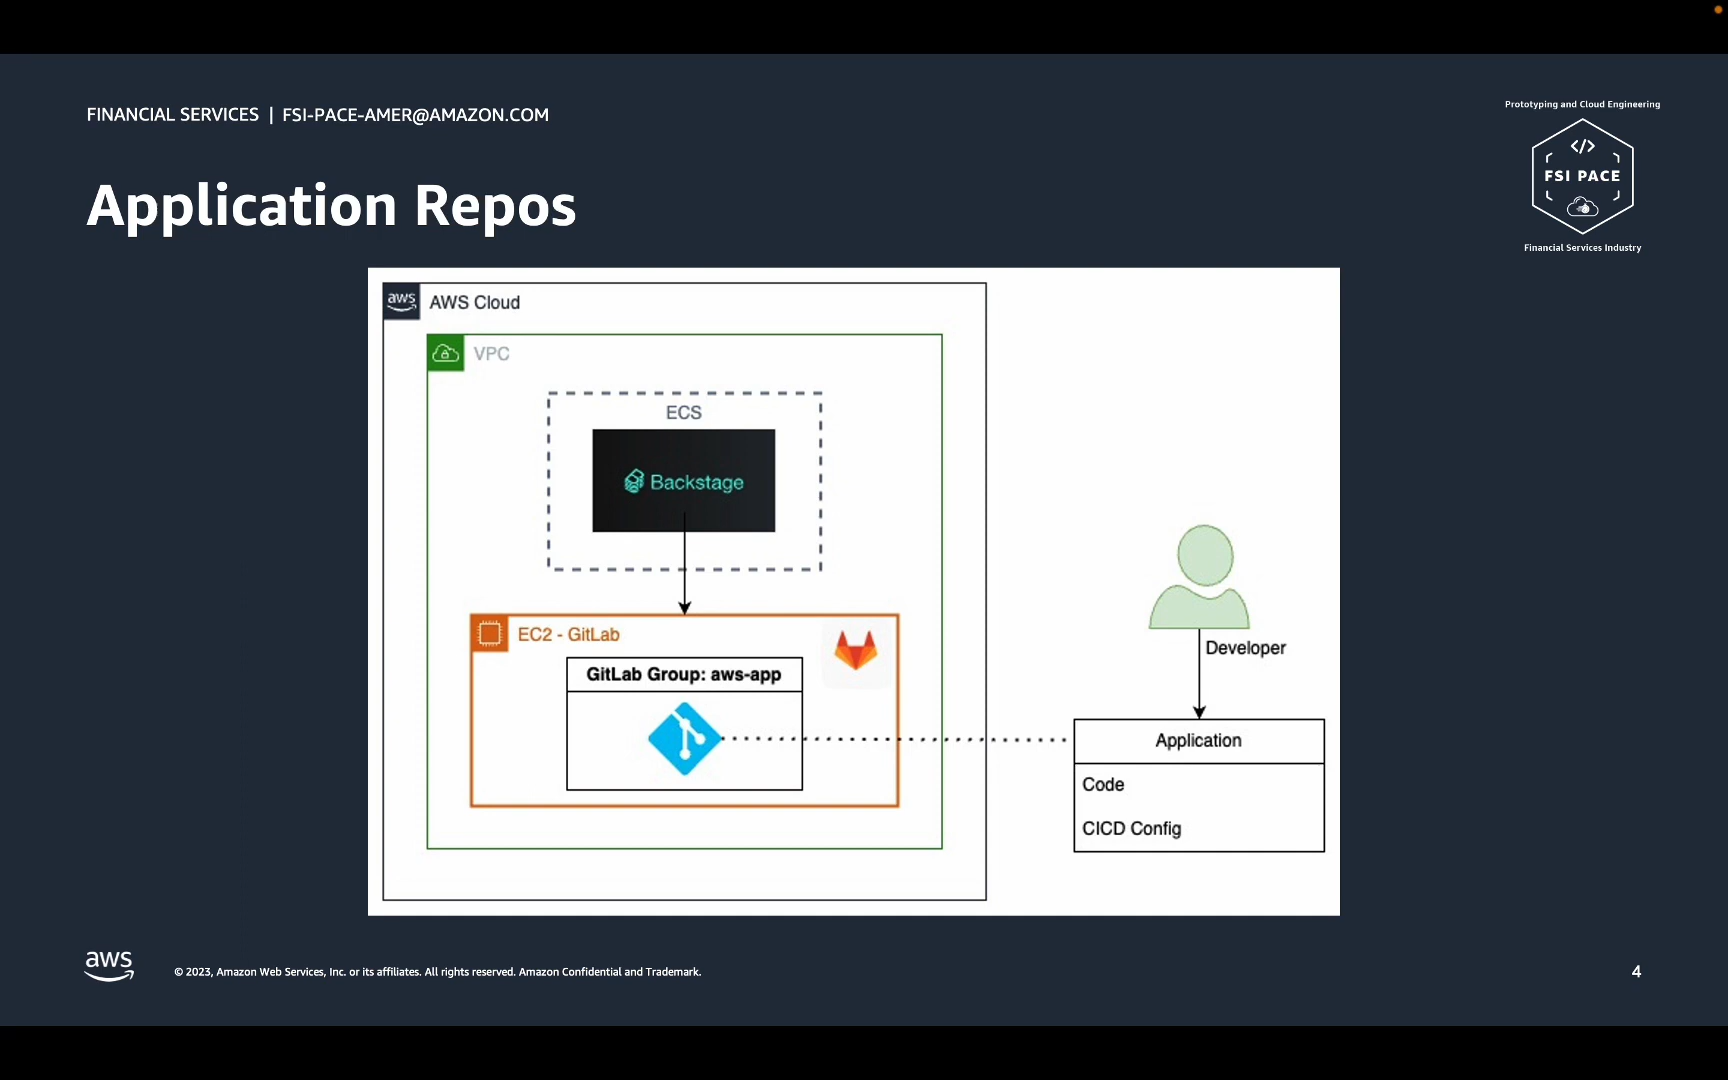 Prototyping and Cloud Engineering
FINANCIAL SERVICES | FSI-PACE-AMER@AMAZON.COM
</>
FSI PACE
Financial Services Industry
Application Repos
aws
AWS Cloud
VPC
ECS
Backstage
EC2 - GitLab
GitLab Group: aws-app
Developer
Application
Code
CICD Config
aws
© 2023, Amazon Web Services, Inc. or its affiliates. All rights reserved. Amazon Confidential and Trademark.
4